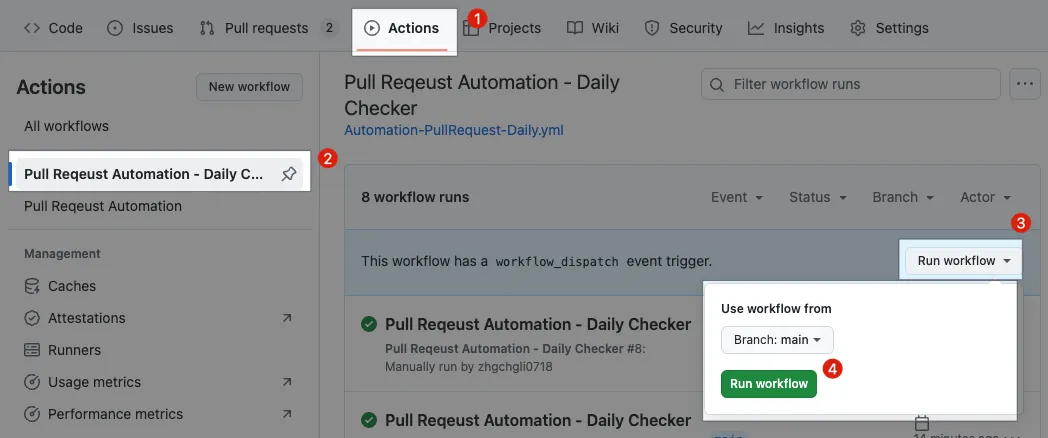 Code Issues Pull requests 2 Actions 1 Projects Wiki Security Insights Settings
Actions New workflow
All workflows
2
Pull Reqeust Automation - Daily C...
Pull Reqeust Automation
Management
Caches
Attestations
Runners
Usage metrics
Performance metrics
Pull Reqeust Automation - Daily
Checker
Automation-PullRequest-Daily.yml
Filter workflow runs
8 workflow runs Event Status Branch Actor
3
This workflow has a workflow_dispatch event trigger. Run workflow
Use workflow from
Branch: main
4
Run workflow
Pull Reqeust Automation - Daily Checker
Pull Reqeust Automation - Daily Checker #8:
Manually run by zhgchgli0718
Pull Reqeust Automation - Daily Checker
main
14 minutes ago